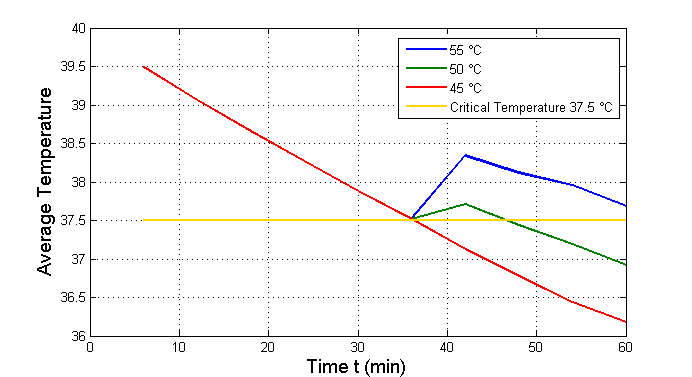 Average Temperature
40
39.5
39
38.5
38
37.5
37
36.5
36
55 °C
50 °C
45 °C
Critical Temperature 37.5 °C
0 10 20 30 40 50 60
Time t (min)